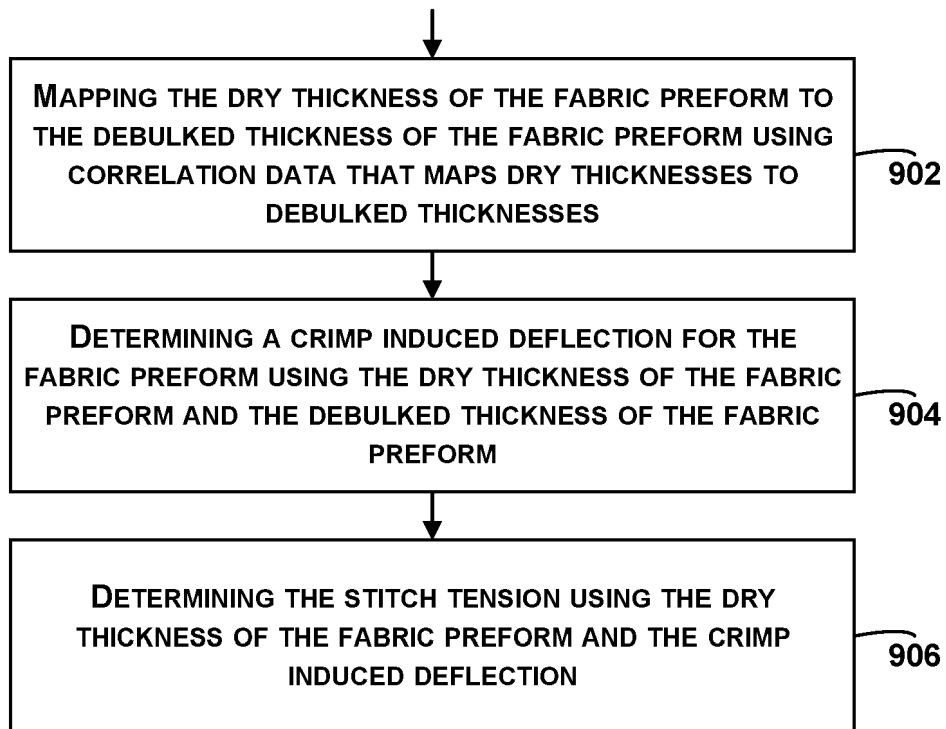 MAPPING THE DRY THICKNESS OF THE FABRIC PREFORM TO
THE DEBULKED THICKNESS OF THE FABRIC PREFORM USING
CORRELATION DATA THAT MAPS DRY THICKNESSES TO
DEBULKED THICKNESSES
902
DETERMINING A CRIMP INDUCED DEFLECTION FOR THE
FABRIC PREFORM USING THE DRY THICKNESS OF THE FABRIC
PREFORM AND THE DEBULKED THICKNESS OF THE FABRIC
PREFORM
904
DETERMINING THE STITCH TENSION USING THE DRY
THICKNESS OF THE FABRIC PREFORM AND THE CRIMP
INDUCED DEFLECTION
906